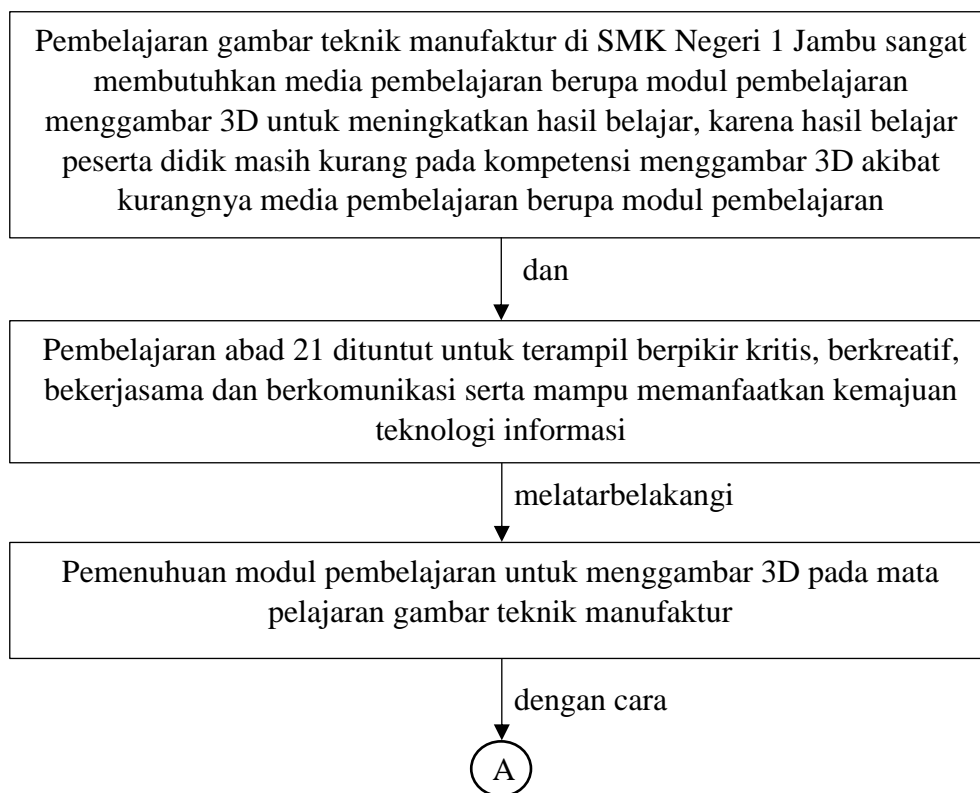 Pembelajaran gambar teknik manufaktur di SMK Negeri 1 Jambu sangat
membutuhkan media pembelajaran berupa modul pembelajaran
menggambar 3D untuk meningkatkan hasil belajar, karena hasil belajar
peserta didik masih kurang pada kompetensi menggambar 3D akibat
kurangnya media pembelajaran berupa modul pembelajaran
dan
Pembelajaran abad 21 dituntut untuk terampil berpikir kritis, berkreatif,
bekerjasama dan berkomunikasi serta mampu memanfaatkan kemajuan
teknologi informasi
melatarbelakangi
Pemenuhuan modul pembelajaran untuk menggambar 3D pada mata
pelajaran gambar teknik manufaktur
dengan cara
A